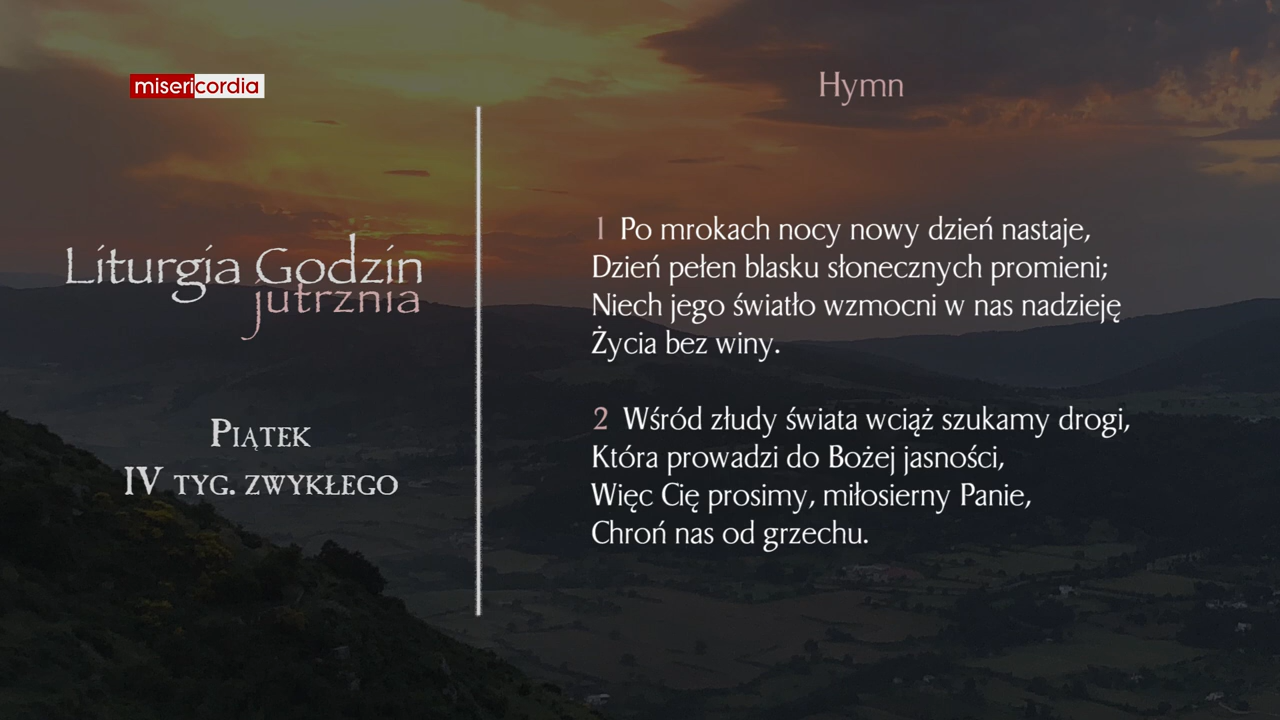 misericordia
Liturgia Godzin
jutrznia
Piątek
IV tyg. zwykłego
Hymn
1 Po mrokach nocy nowy dzień nastaje,
Dzień pełen blasku słonecznych promieni;
Niech jego światło wzmocni w nas nadzieję
Życia bez winy.
2 Wśród złudy świata wciąż szukamy drogi,
Która prowadzi do Bożej jasności,
Więc Cię prosimy, miłosierny Panie,
Chroń nas od grzechu.